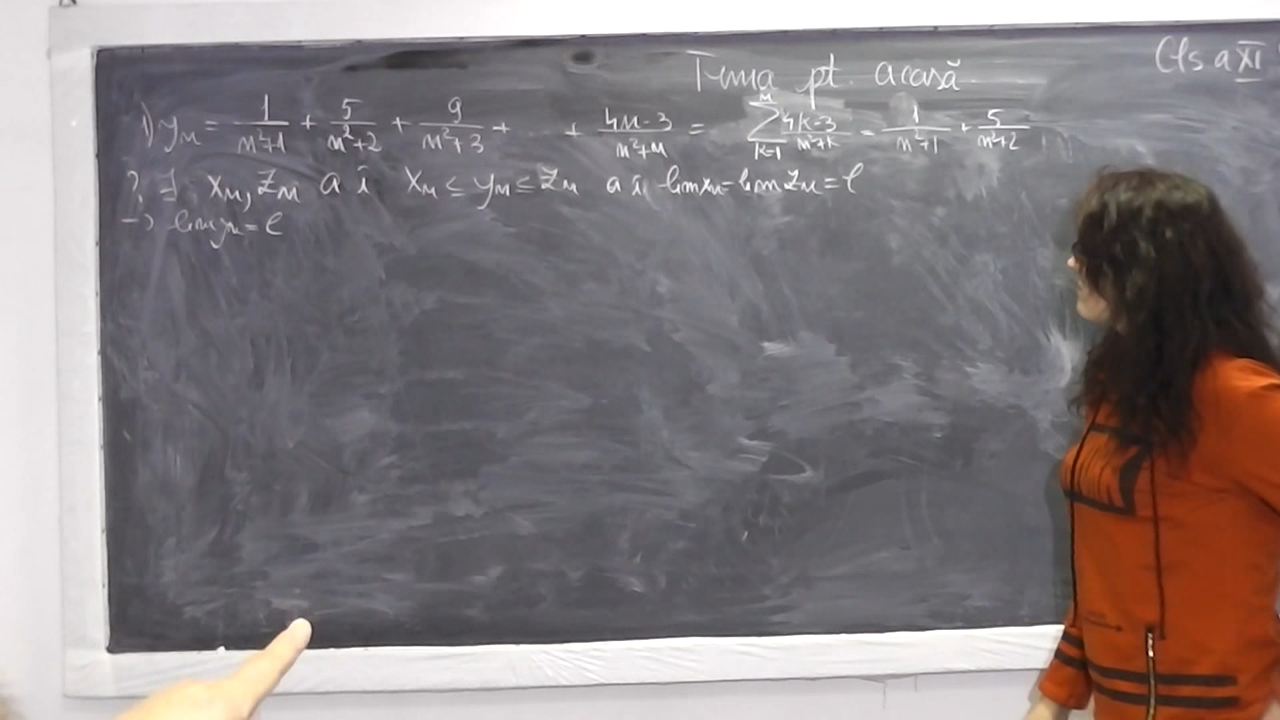 Tema pt. acasă
Cls a XI
1) yₙ = 1/(n²+1) + 5/(n²+2) + 9/(n²+3) + ... + (4n-3)/(n²+n) = ∑ₖ₌₁ⁿ (4k-3)/(n²+k) = 1/(n²+1) + 5/(n²+2)
? ∃ xₙ, zₙ a î xₙ ≤ yₙ ≤ zₙ a î lim xₙ = lim zₙ = l
→ lim yₙ = l